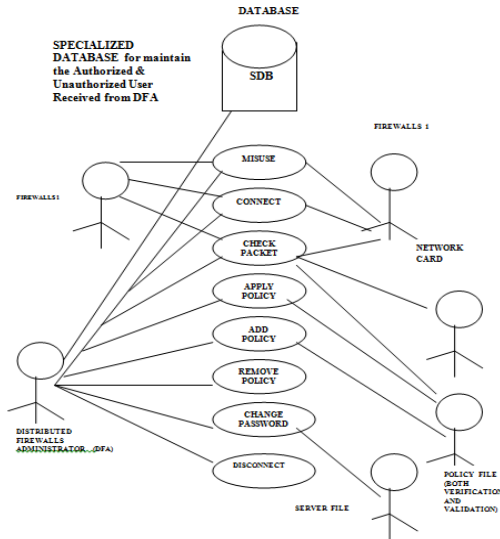 DATABASE
SPECIALIZED
DATABASE for maintain
the Authorized &
Unauthorized User
Received from DFA
SDB
FIREWALLS 1
MISUSE
FIREWALLS1
CONNECT
CHECK
PACKET
NETWORK
CARD
APPLY
POLICY
ADD
POLICY
REMOVE
POLICY
CHANGE
PASSWORD
DISTRIBUTED
FIREWALLS
ADMINISTRATOR (DFA)
DISCONNECT
POLICY FILE
(BOTH
VERIFICATION
AND
VALIDATION)
SERVER FILE